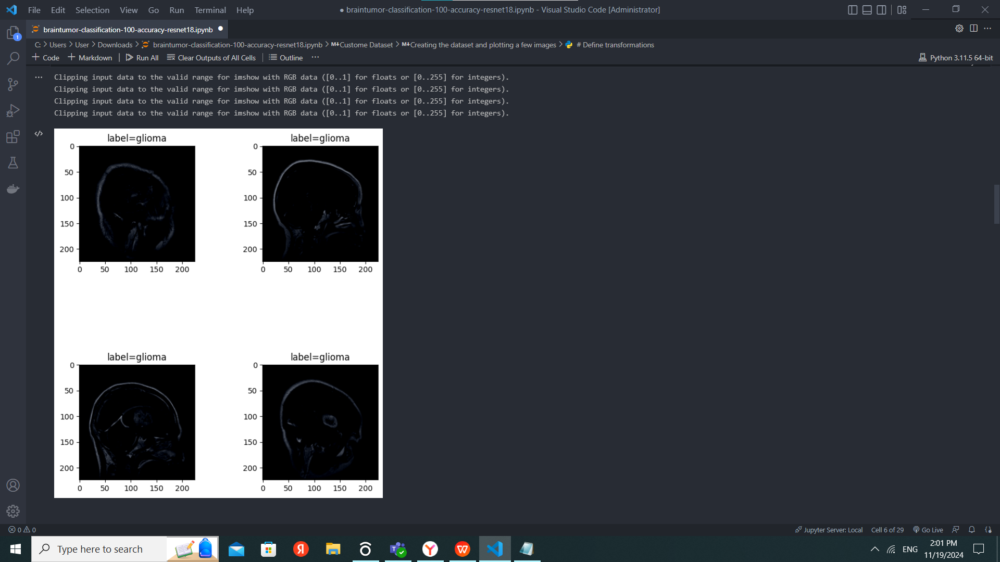 File Edit Selection View Go Run Terminal Help
● braintumor-classification-100-accuracy-resnet18.ipynb - Visual Studio Code [Administrator]
braintumor-classification-100-accuracy-resnet18.ipynb ●
1
C: > Users > User > Downloads > braintumor-classification-100-accuracy-resnet18.ipynb > M↓Custome Dataset > M↓Creating the dataset and plotting a few images > # Define transformations
+ Code + Markdown | Run All Clear Outputs of All Cells | Outline ···
Python 3.11.5 64-bit
Clipping input data to the valid range for imshow with RGB data ([0..1] for floats or [0..255] for integers).
Clipping input data to the valid range for imshow with RGB data ([0..1] for floats or [0..255] for integers).
Clipping input data to the valid range for imshow with RGB data ([0..1] for floats or [0..255] for integers).
Clipping input data to the valid range for imshow with RGB data ([0..1] for floats or [0..255] for integers).
label=glioma
0
50
100
150
200
0 50 100 150 200
label=glioma
0
50
100
150
200
0 50 100 150 200
label=glioma
0
50
100
150
200
0 50 100 150 200
label=glioma
0
50
100
150
200
0 50 100 150 200
0 0
Jupyter Server: Local Cell 6 of 29 Go Live
Type here to search
Я
T
Y
W
ENG
2:01 PM
11/19/2024